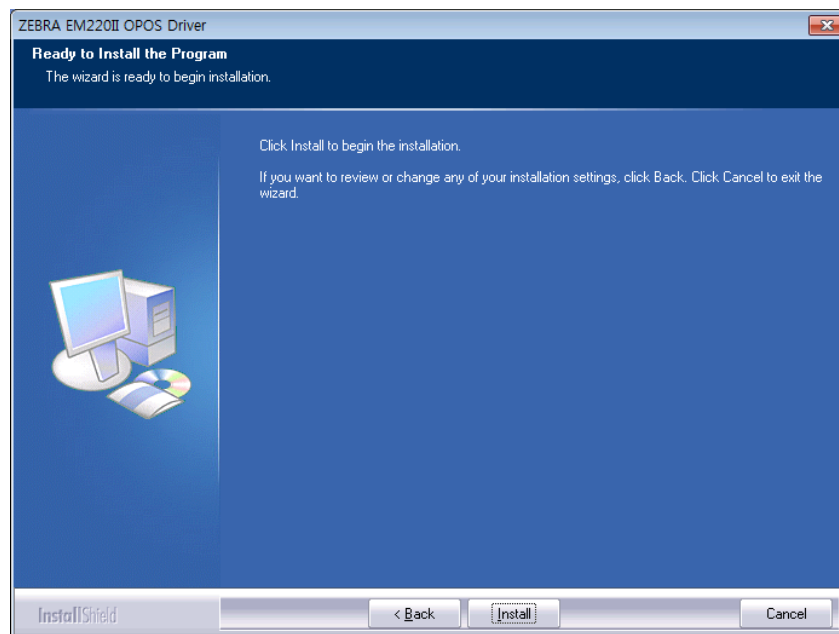 ZEBRA EM220II OPOS Driver
Ready to Install the Program
The wizard is ready to begin installation.
Click Install to begin the installation.
If you want to review or change any of your installation settings, click Back. Click Cancel to exit the
wizard.
InstallShield
< Back
Install
Cancel